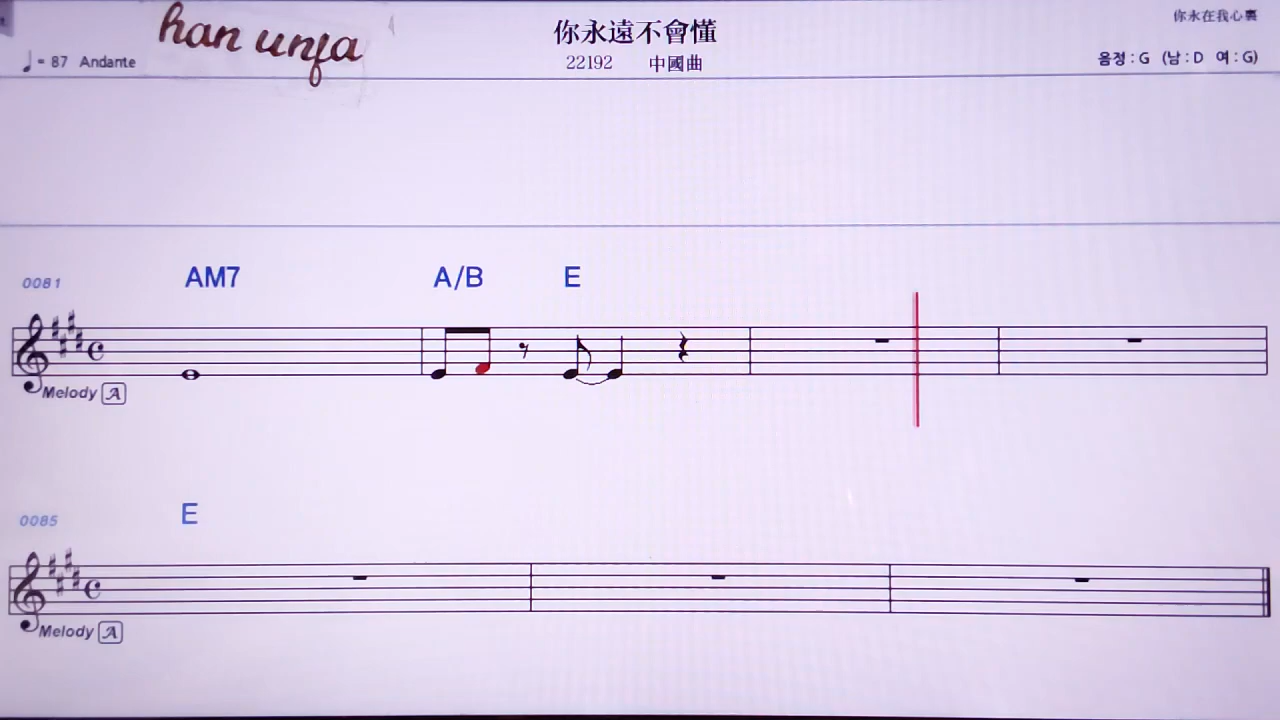 han unja
你永遠不會懂
你永在我心裏
♩= 87 Andante
22192 中國曲
음정 : G (남 : D 여 : G)
0081 AM7 A/B E
Melody A
0085 E
Melody A